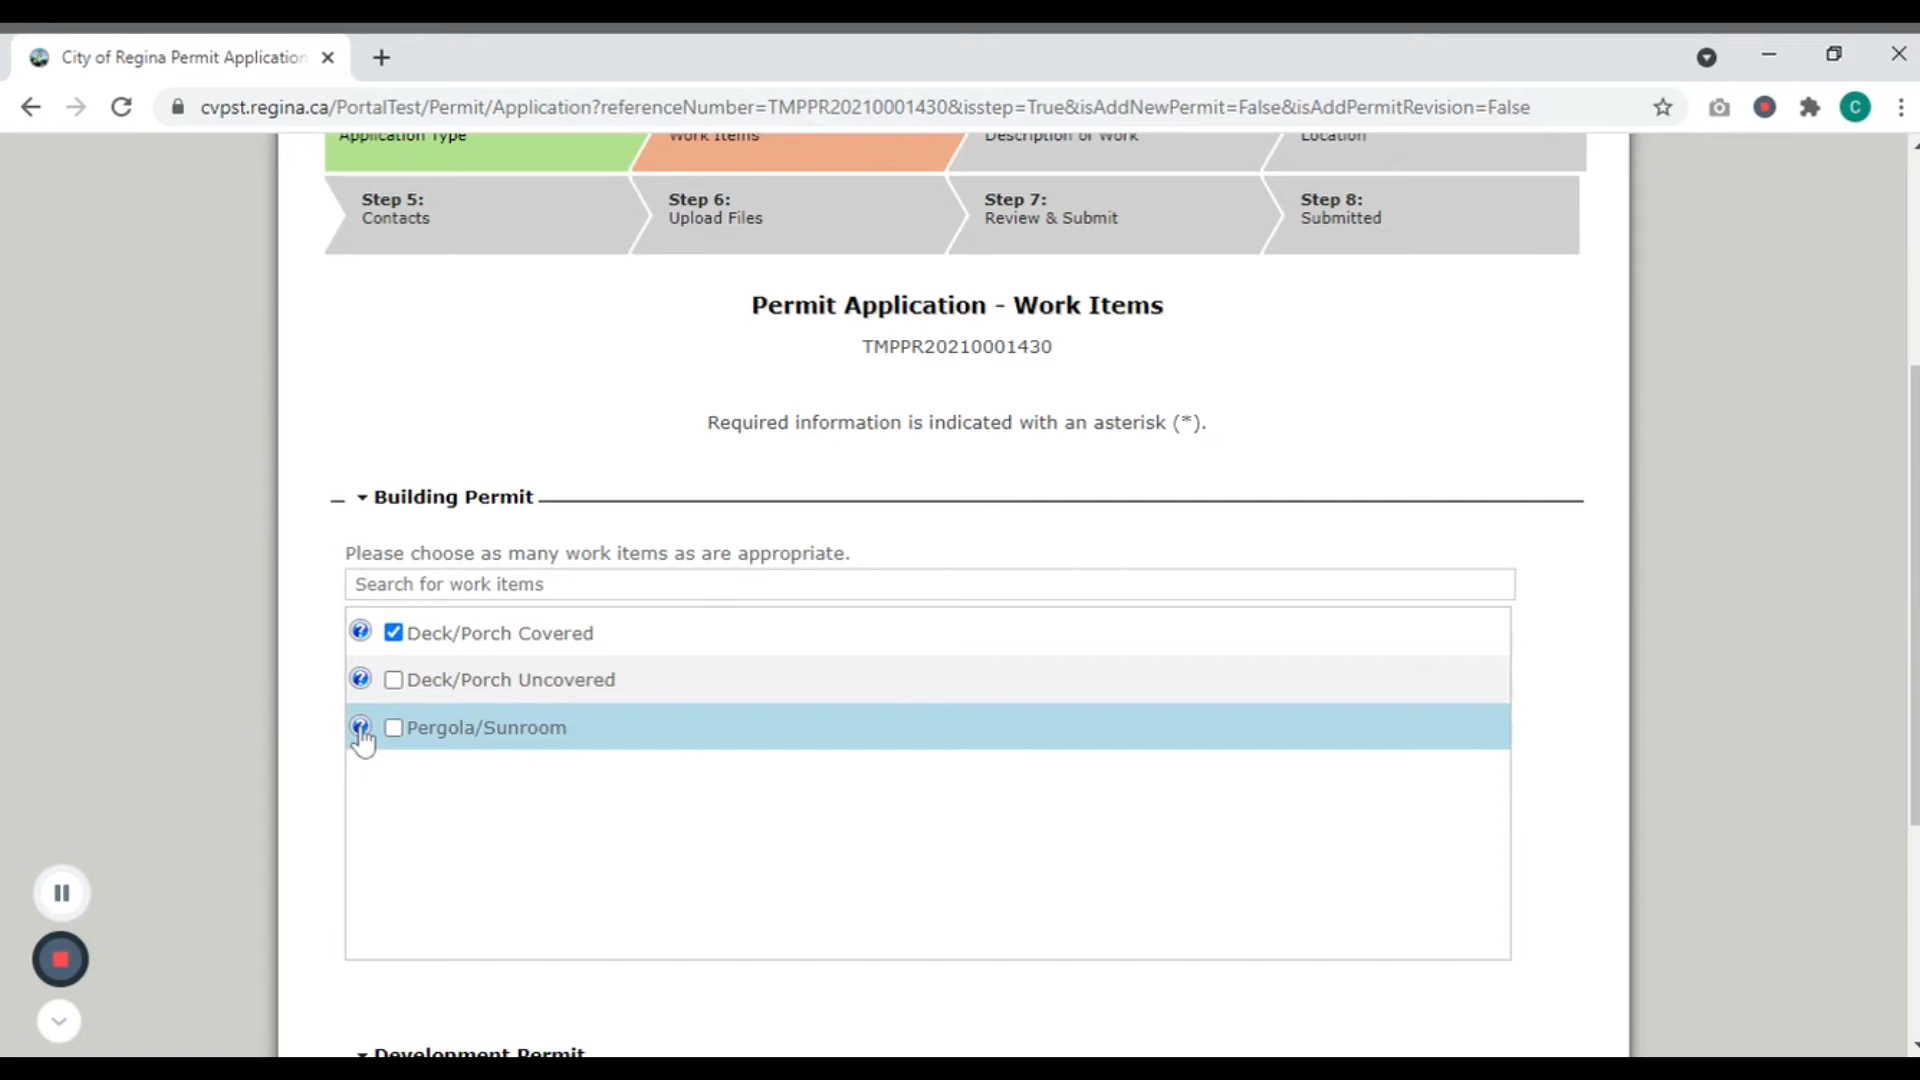 City of Regina Permit Application
cvpst.regina.ca/PortalTest/Permit/Application?referenceNumber=TMPPR20210001430&isstep=True&isAddNewPermit=False&isAddPermitRevision=False
C
Application Type
Work Items
Description of Work
Location
Step 5:
Contacts
Step 6:
Upload Files
Step 7:
Review & Submit
Step 8:
Submitted
Permit Application - Work Items
TMPPR20210001430
Required information is indicated with an asterisk (*).
Building Permit
Please choose as many work items as are appropriate.
Search for work items
? Deck/Porch Covered
? Deck/Porch Uncovered
? Pergola/Sunroom
Development Permit